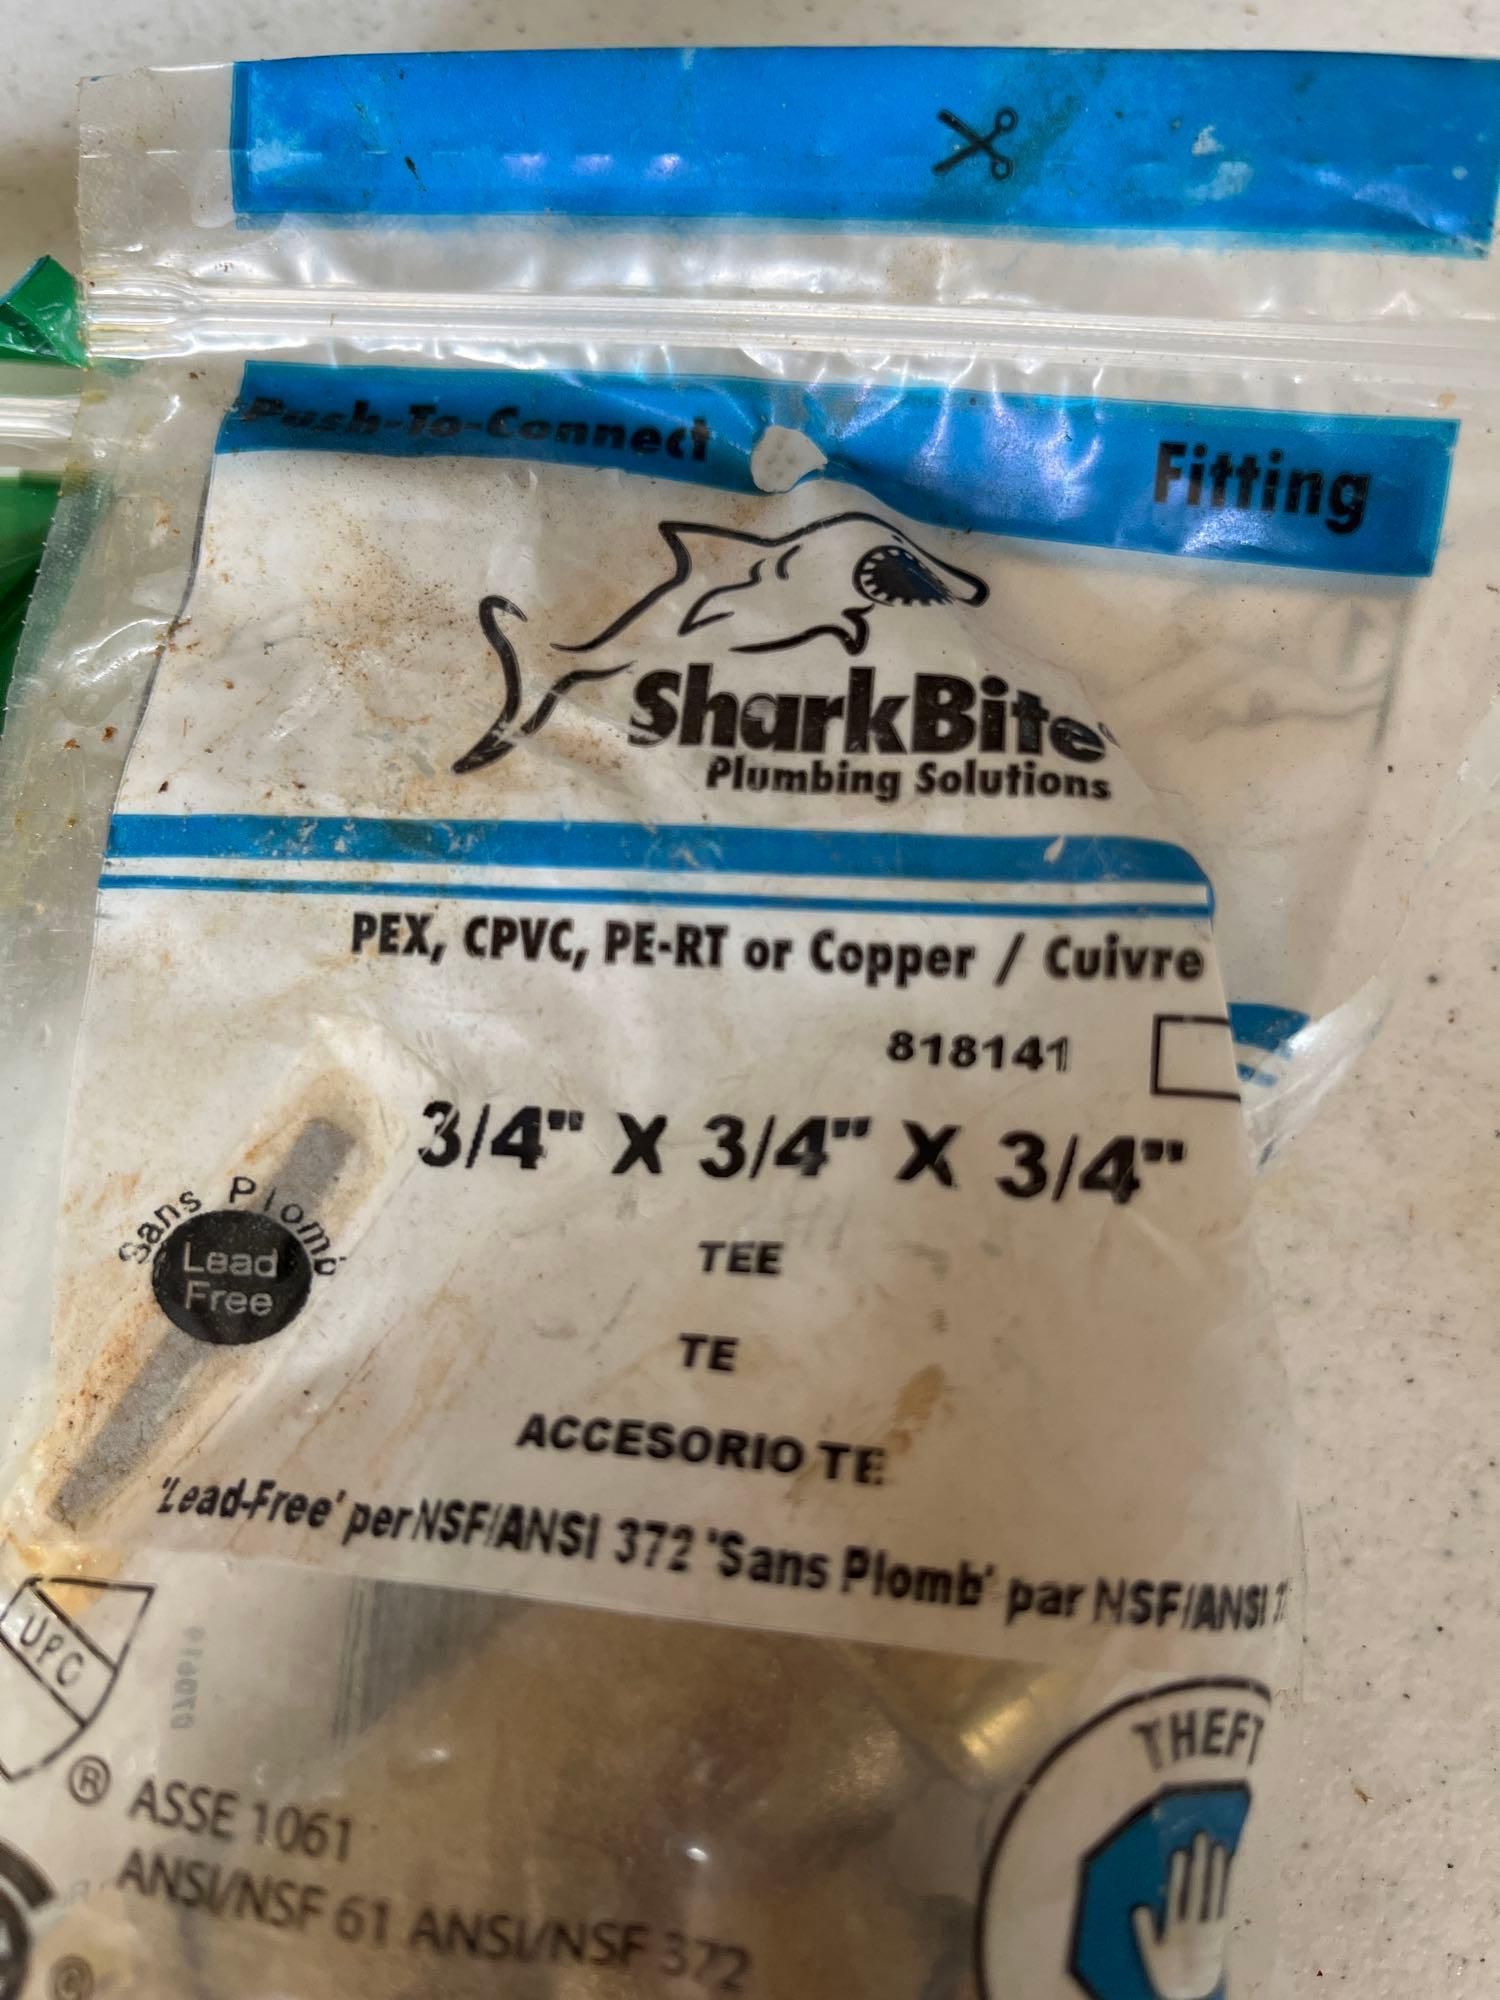 Push-To-Connect Fitting
SharkBite
Plumbing Solutions
PEX, CPVC, PE-RT or Copper / Cuivre
818141
3/4" X 3/4" X 3/4"
Sans Plomb
Lead
Free
TEE
TE
ACCESORIO TE
'Lead-Free' per NSF/ANSI 372 'Sans Plomb' par NSF/ANSI
UPC
®
THEFT
ASSE 1061
ANSI/NSF 61 ANSI/NSF 372